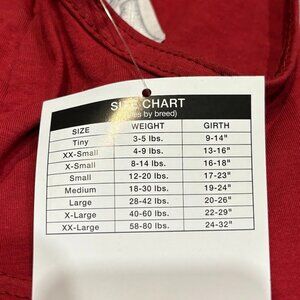 SIZE CHART
by breed)
SIZE WEIGHT GIRTH
Tiny 3-5 lbs. 9-14"
XX-Small 4-9 lbs. 13-16"
X-Small 8-14 lbs. 16-18"
Small 12-20 lbs. 17-23"
Medium 18-30 lbs. 19-24"
Large 28-42 lbs. 20-26"
X-Large 40-60 lbs. 22-29"
XX-Large 58-80 lbs. 24-32"